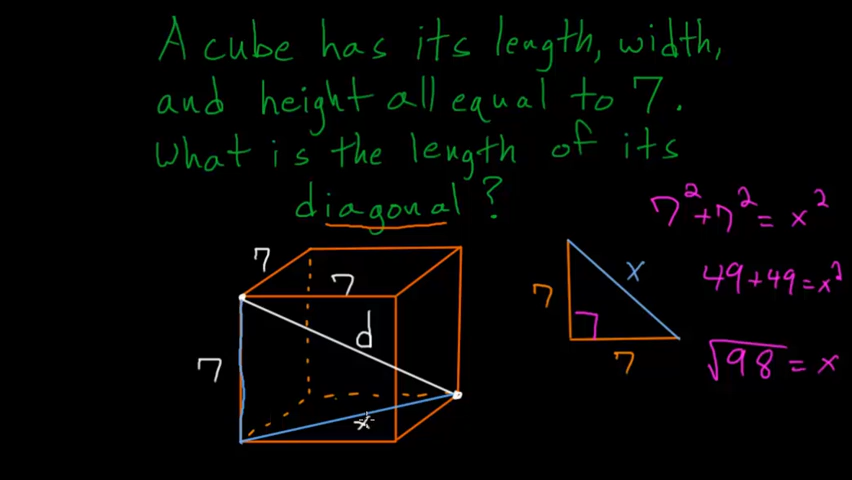 A cube has its length, width,
and height all equal to 7.
What is the length of its
diagonal?
7² + 7² = x²
49 + 49 = x²
√98 = x
7
7
7
d
x
x
7
7